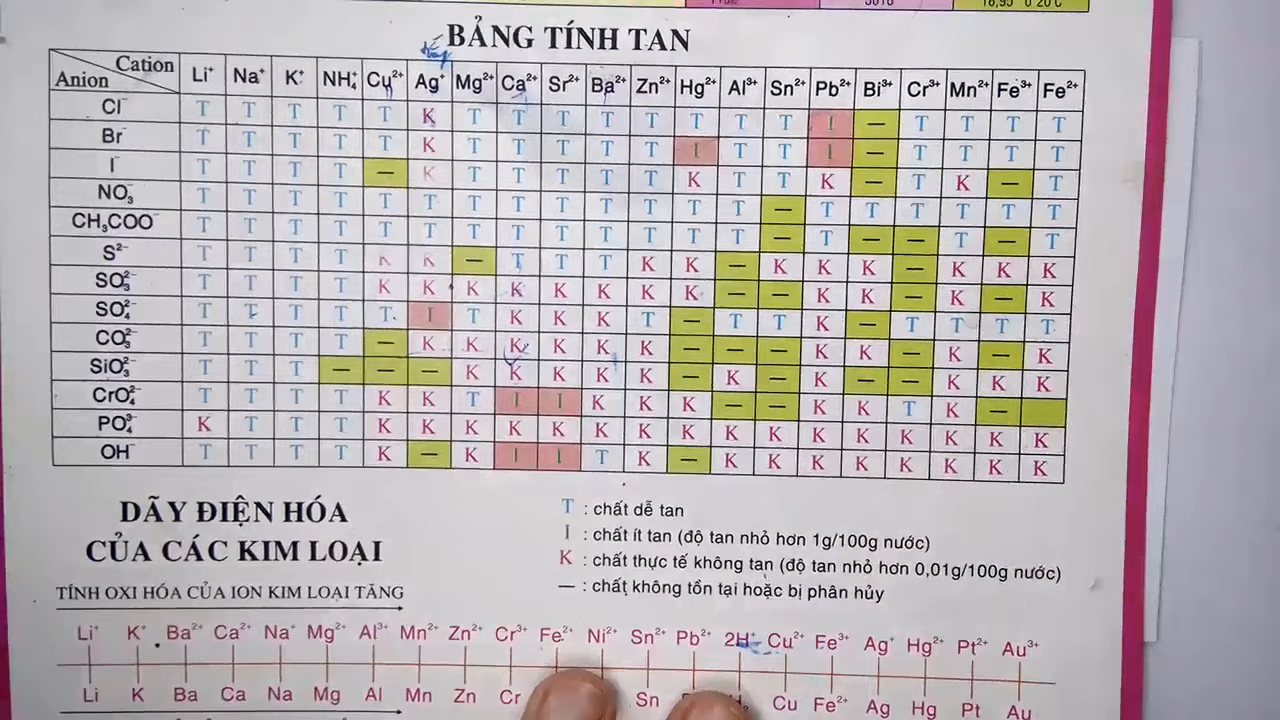 BẢNG TÍNH TAN
Cation
Anion Li⁺ Na⁺ K⁺ NH₄⁺ Cu²⁺ Ag⁺ Mg²⁺ Ca²⁺ Sr²⁺ Ba²⁺ Zn²⁺ Hg²⁺ Al³⁺ Sn²⁺ Pb²⁺ Bi³⁺ Cr³⁺ Mn²⁺ Fe³⁺ Fe²⁺
Cl⁻ T T T T T K T T T T T T T T I — T T T T
Br⁻ T T T T T K T T T T T I T T I — T T T T
I⁻ T T T T — K T T T T T K T T K — T K — T
NO₃⁻ T T T T T T T T T T T T T — T T T T T T
CH₃COO⁻ T T T T T T T T T T T T T — T — — T — T
S²⁻ T T T T K K — T T T K K — K K K — K K K
SO₃²⁻ T T T T K K K K K K K K — — K K — K — K
SO₄²⁻ T T T T T I T K K K T — T T K — T T T T
CO₃²⁻ T T T T — K K K K K K — — — K K — K — K
SiO₃²⁻ T T T — — — K K K K K — K — K — — K K K
CrO₄²⁻ T T T T K K T I I K K K — — K K T K —
PO₄³⁻ K T T T K K K K K K K K K K K K K K K K
OH⁻ T T T T K — K I I T K — K K K K K K K K
T : chất dễ tan
I : chất ít tan (độ tan nhỏ hơn 1g/100g nước)
K : chất thực tế không tan (độ tan nhỏ hơn 0,01g/100g nước)
— : chất không tồn tại hoặc bị phân hủy
DÃY ĐIỆN HÓA
CỦA CÁC KIM LOẠI
TÍNH OXI HÓA CỦA ION KIM LOẠI TĂNG
Li⁺ K⁺ Ba²⁺ Ca²⁺ Na⁺ Mg²⁺ Al³⁺ Mn²⁺ Zn²⁺ Cr³⁺ Fe²⁺ Ni²⁺ Sn²⁺ Pb²⁺ 2H⁺ Cu²⁺ Fe³⁺ Ag⁺ Hg²⁺ Pt²⁺ Au³⁺
Li K Ba Ca Na Mg Al Mn Zn Cr Sn Cu Fe²⁺ Ag Hg Pt Au